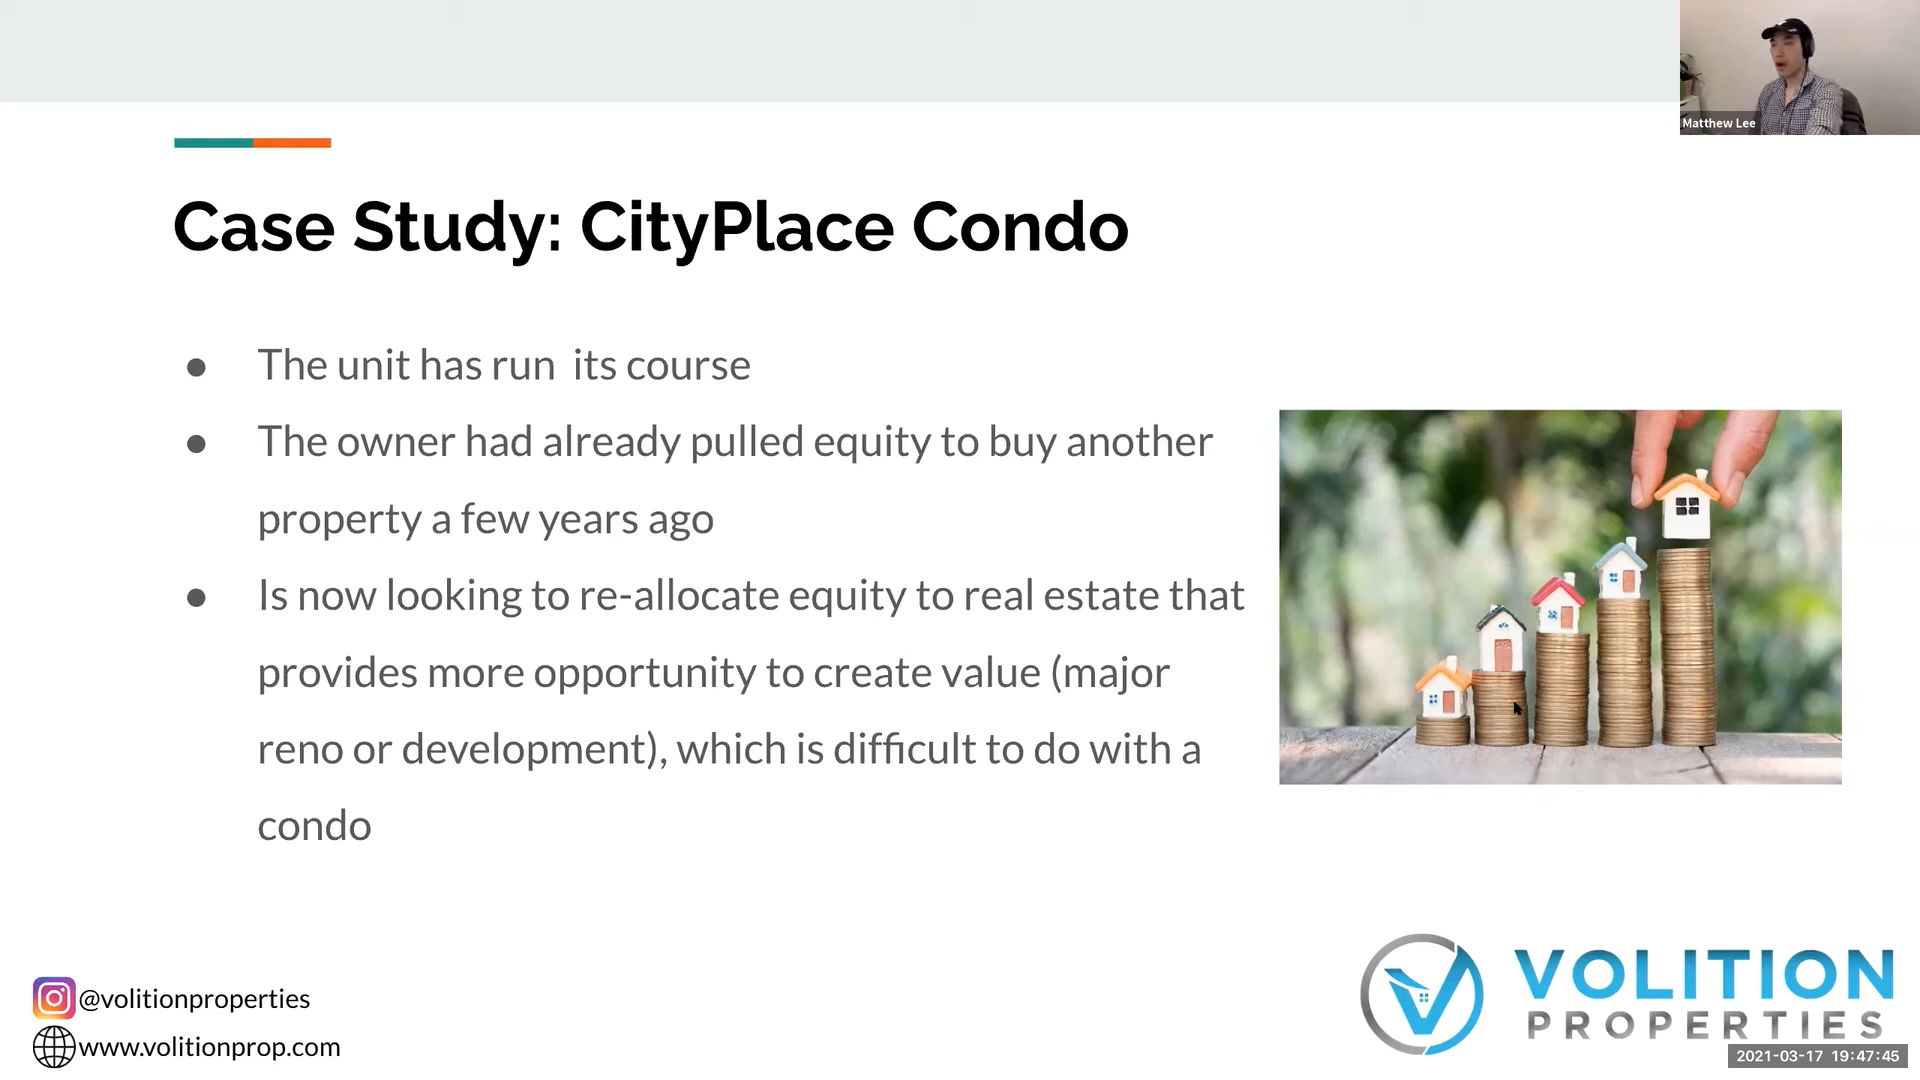 Matthew Lee
Case Study: CityPlace Condo
● The unit has run  its course
● The owner had already pulled equity to buy another
property a few years ago
● Is now looking to re-allocate equity to real estate that
provides more opportunity to create value (major
reno or development), which is difficult to do with a
condo
@volitionproperties
www.volitionprop.com
VOLITION
PROPERTIES
2021-03-17 19:47:45